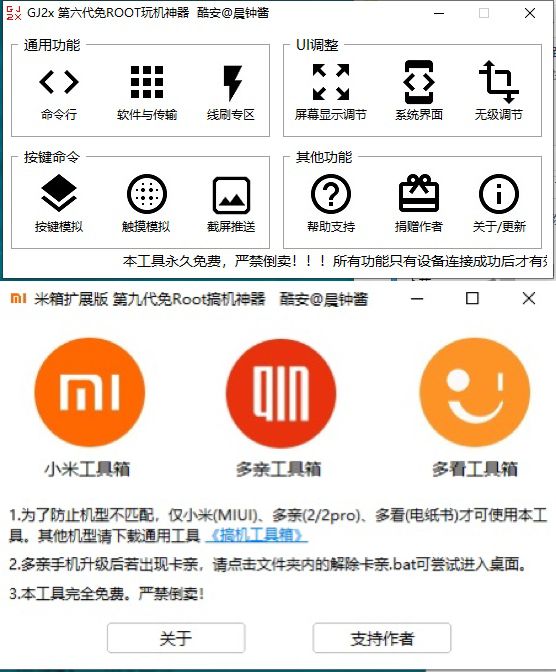 GJ2x 第六代免ROOT玩机神器 酷安@晨钟酱
通用功能
命令行 软件与传输 线刷专区
UI调整
屏幕显示调节 系统界面 无级调节
按键命令
按键模拟 触摸模拟 截屏推送
其他功能
帮助支持 捐赠作者 关于/更新
本工具永久免费，严禁倒卖！！！所有功能只有设备连接成功后才有
米箱扩展版 第九代免Root搞机神器 酷安@晨钟酱
小米工具箱 多亲工具箱 多看工具箱
1.为了防止机型不匹配，仅小米(MIUI)、多亲(2/2pro)、多看(电纸书)才可使用本工
具。其他机型请下载通用工具 《搞机工具箱》
2.多亲手机升级后若出现卡亲，请点击文件夹内的解除卡亲.bat可尝试进入桌面。
3.本工具完全免费。严禁倒卖!
关于 支持作者